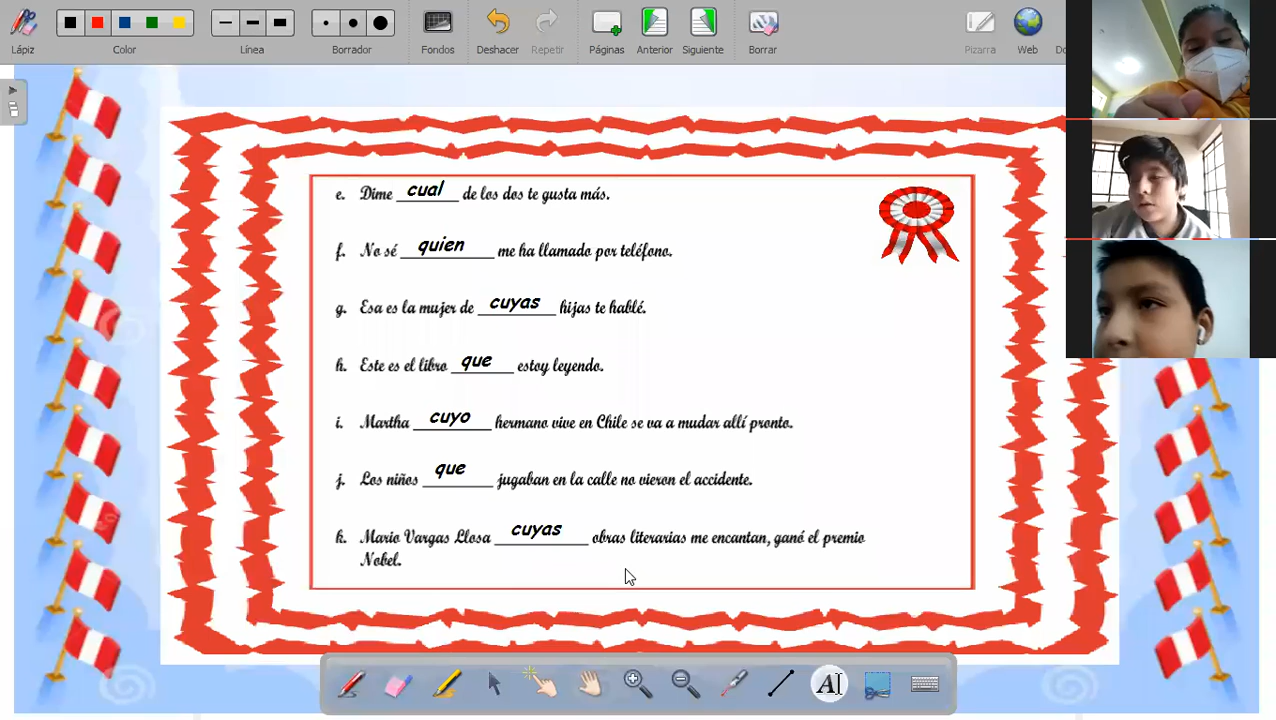 Lápiz Color Línea Borrador Fondos Deshacer Repetir Páginas Anterior Siguiente Borrar Pizarra Web
e. Dime cual de los dos te gusta más.
f. No sé quien me ha llamado por teléfono.
g. Esa es la mujer de cuyas hijas te hablé.
h. Este es el libro que estoy leyendo.
i. Martha cuyo hermano vive en Chile se va a mudar allí pronto.
j. Los niños que jugaban en la calle no vieron el accidente.
k. Mario Vargas Llosa cuyas obras literarias me encantan, ganó el premio
Nobel.
AI